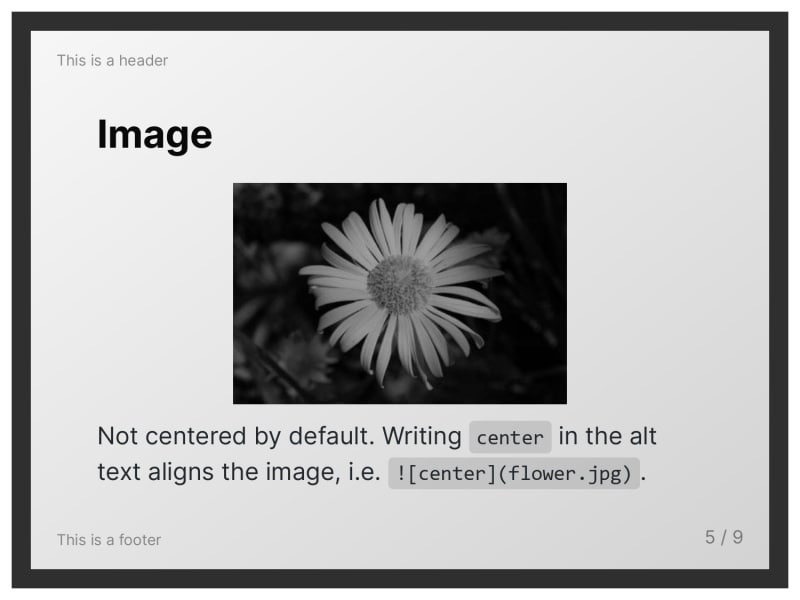 This is a header
Image
Not centered by default. Writing center in the alt
text aligns the image, i.e. ![center](flower.jpg).
This is a footer
5 / 9